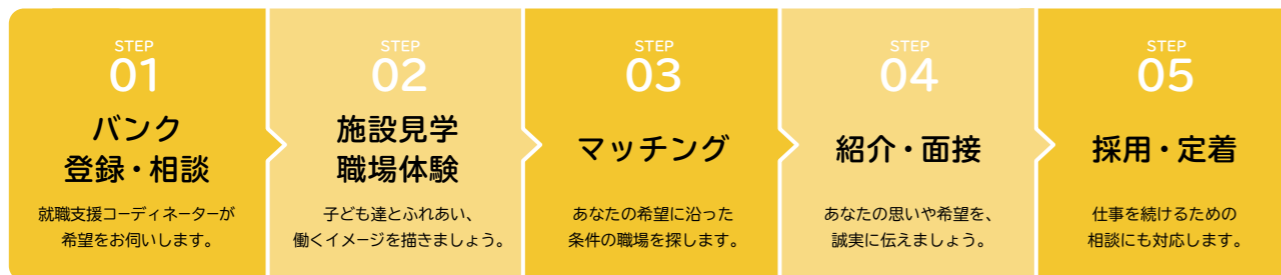 STEP
01
バンク
登録・相談
就職支援コーディネーターが
希望をお伺いします。
STEP
02
施設見学
職場体験
子ども達とふれあい、
働くイメージを描きましょう。
STEP
03
マッチング
あなたの希望に沿った
条件の職場を探します。
STEP
04
紹介・面接
あなたの思いや希望を、
誠実に伝えましょう。
STEP
05
採用・定着
仕事を続けるための
相談にも対応します。